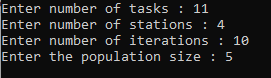 Enter number of tasks : 11
Enter number of stations : 4
Enter number of iterations : 10
Enter the population size : 5